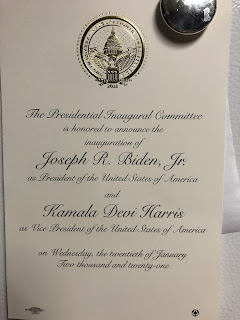 2021
The Presidential Inaugural Committee
is honored to announce the
inauguration of
Joseph R. Biden, Jr.
as President of the United States of America
and
Kamala Devi Harris
as Vice President of the United States of America
on Wednesday, the twentieth of January
Two thousand and twenty-one